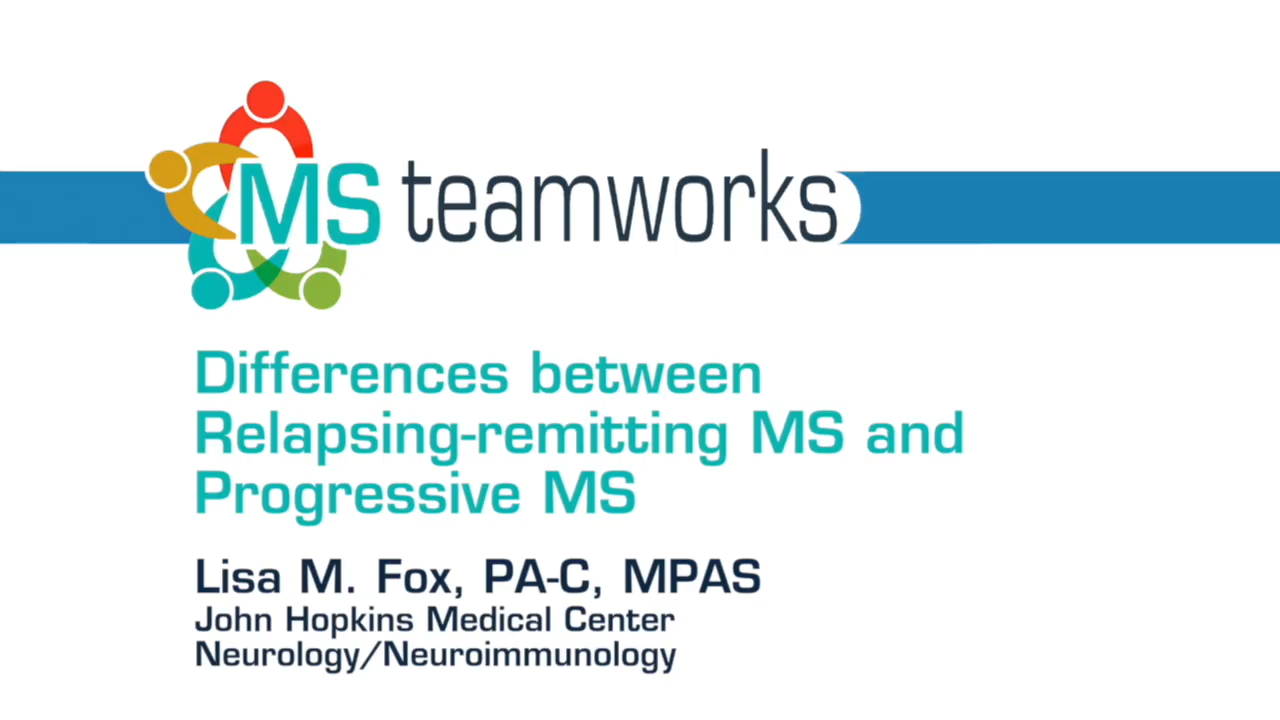 MS teamworks
Differences between
Relapsing-remitting MS and
Progressive MS
Lisa M. Fox, PA-C, MPAS
John Hopkins Medical Center
Neurology/Neuroimmunology